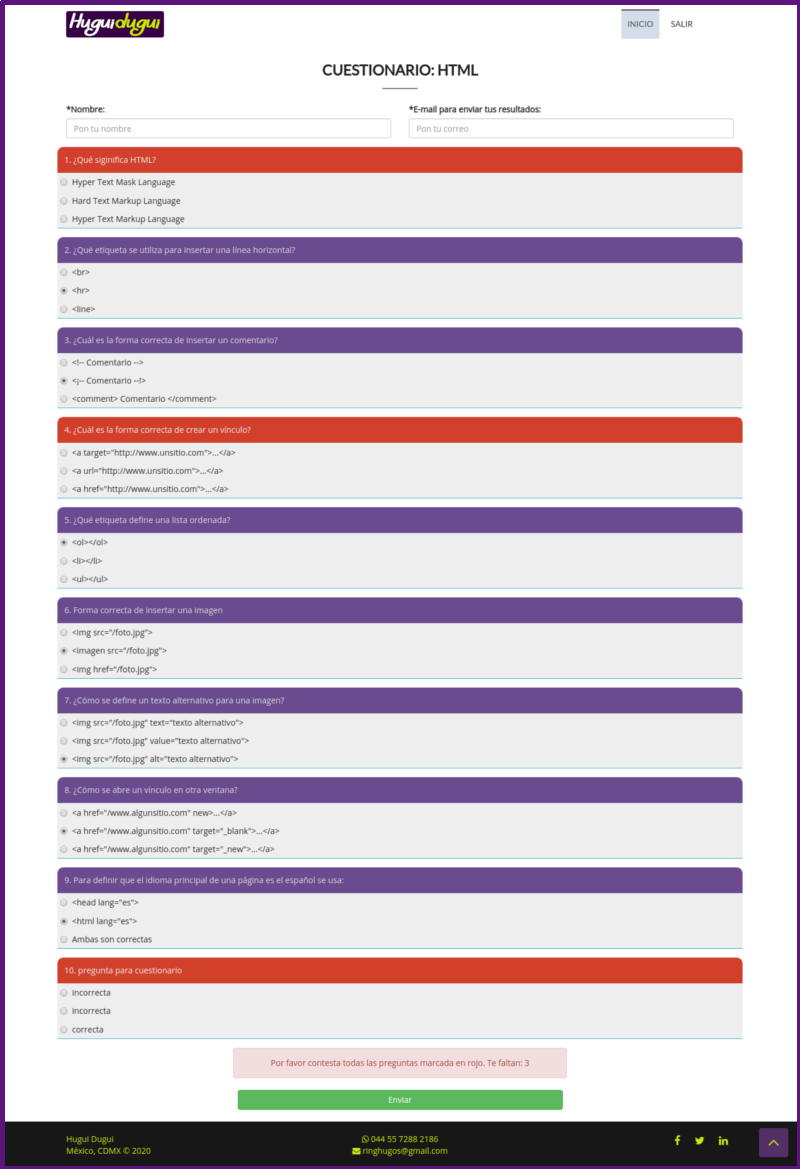 Huguidugui
INICIO SALIR
CUESTIONARIO: HTML
*Nombre: *E-mail para enviar tus resultados:
Pon tu nombre Pon tu correo
1. ¿Qué siginifica HTML?
Hyper Text Mask Language
Hard Text Markup Language
Hyper Text Markup Language
2. ¿Qué etiqueta se utiliza para insertar una línea horizontal?
<br>
<hr>
<line>
3. ¿Cuál es la forma correcta de insertar un comentario?
<!-- Comentario -->
<¡-- Comentario --!>
<comment> Comentario </comment>
4. ¿Cuál es la forma correcta de crear un vínculo?
<a target="http://www.unsitio.com">...</a>
<a url="http://www.unsitio.com">...</a>
<a href="http://www.unsitio.com">...</a>
5. ¿Qué etiqueta define una lista ordenada?
<ol></ol>
<li></li>
<ul></ul>
6. Forma correcta de insertar una imagen
<img src="/foto.jpg">
<imagen src="/foto.jpg">
<img href="/foto.jpg">
7. ¿Cómo se define un texto alternativo para una imagen?
<img src="/foto.jpg" text="texto alternativo">
<img src="/foto.jpg" value="texto alternativo">
<img src="/foto.jpg" alt="texto alternativo">
8. ¿Cómo se abre un vínculo en otra ventana?
<a href="/www.algunsitio.com" new>...</a>
<a href="/www.algunsitio.com" target="_blank">...</a>
<a href="/www.algunsitio.com" target="_new">...</a>
9. Para definir que el idioma principal de una página es el español se usa:
<head lang="es">
<html lang="es">
Ambas son correctas
10. pregunta para cuestionario
incorrecta
incorrecta
correcta
Por favor contesta todas las preguntas marcada en rojo. Te faltan: 3
Enviar
Hugui Dugui 044 55 7288 2186
México, CDMX © 2020 ringhugos@gmail.com